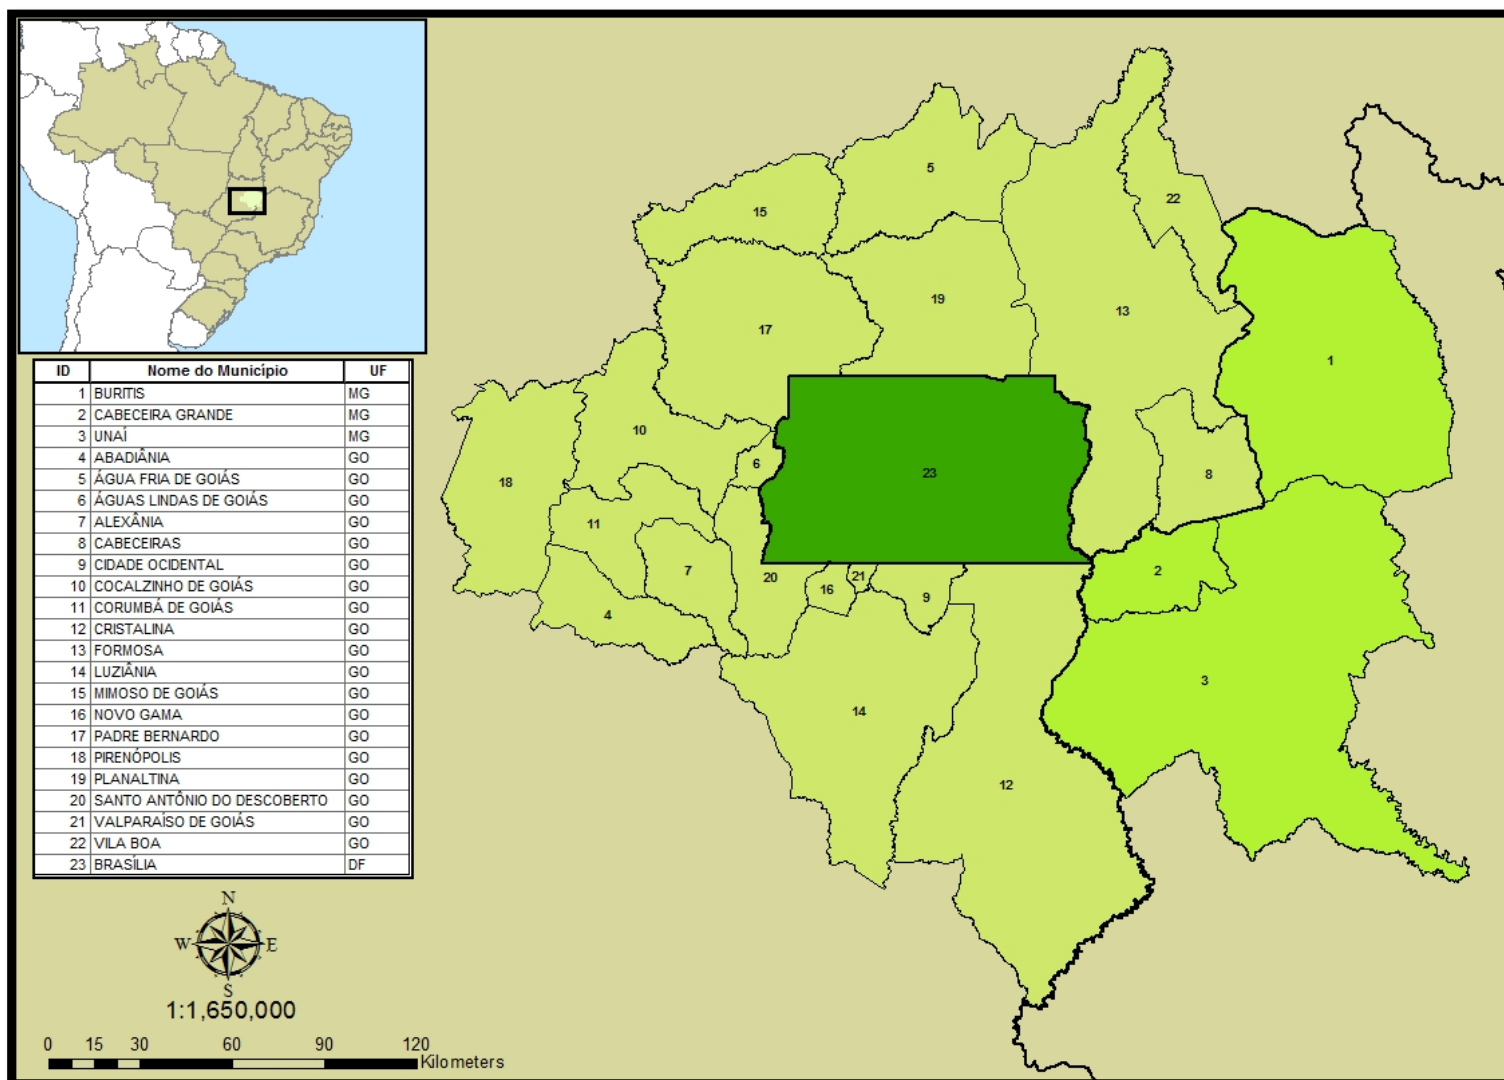 ID Nome do Município UF
1 BURITIS MG
2 CABECEIRA GRANDE MG
3 UNAÍ MG
4 ABADIÂNIA GO
5 ÁGUA FRIA DE GOIÁS GO
6 ÁGUAS LINDAS DE GOIÁS GO
7 ALEXÂNIA GO
8 CABECEIRAS GO
9 CIDADE OCIDENTAL GO
10 COCALZINHO DE GOIÁS GO
11 CORUMBÁ DE GOIÁS GO
12 CRISTALINA GO
13 FORMOSA GO
14 LUZIÂNIA GO
15 MIMOSO DE GOIÁS GO
16 NOVO GAMA GO
17 PADRE BERNARDO GO
18 PIRENÓPOLIS GO
19 PLANALTINA GO
20 SANTO ANTÔNIO DO DESCOBERTO GO
21 VALPARAÍSO DE GOIÁS GO
22 VILA BOA GO
23 BRASÍLIA DF
N
W E
S
1:1,650,000
0 15 30 60 90 120
Kilometers
5
22
15
19
13
17
1
10
6
23
8
18
11
7
20
2
16
21
9
4
3
14
12